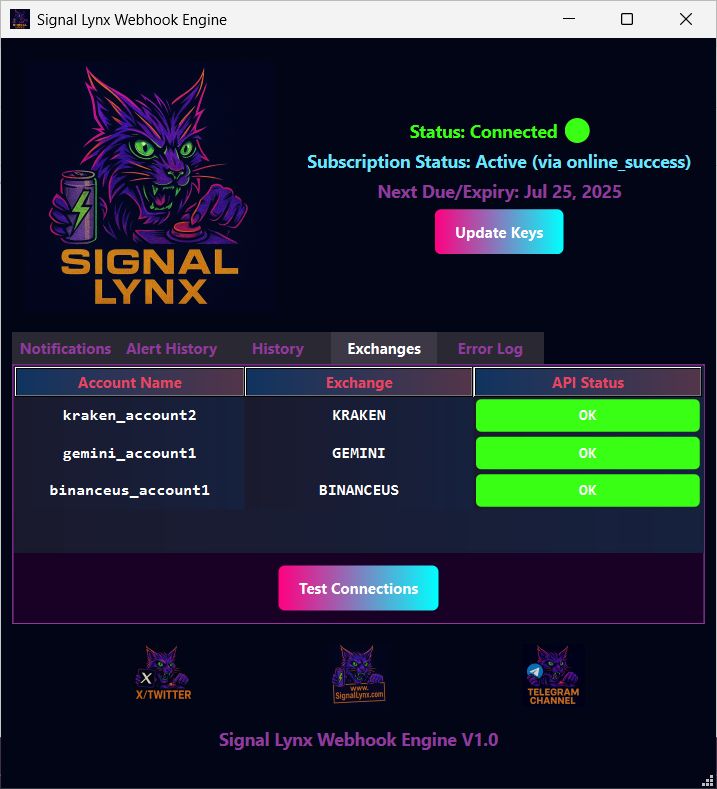 Signal Lynx Webhook Engine
SIGNAL
LYNX
Status: Connected
Subscription Status: Active (via online_success)
Next Due/Expiry: Jul 25, 2025
Update Keys
Notifications Alert History History Exchanges Error Log
Account Name Exchange API Status
kraken_account2 KRAKEN OK
gemini_account1 GEMINI OK
binanceus_account1 BINANCEUS OK
Test Connections
X
X/TWITTER
www.
SignalLynx.com
TELEGRAM
CHANNEL
Signal Lynx Webhook Engine V1.0